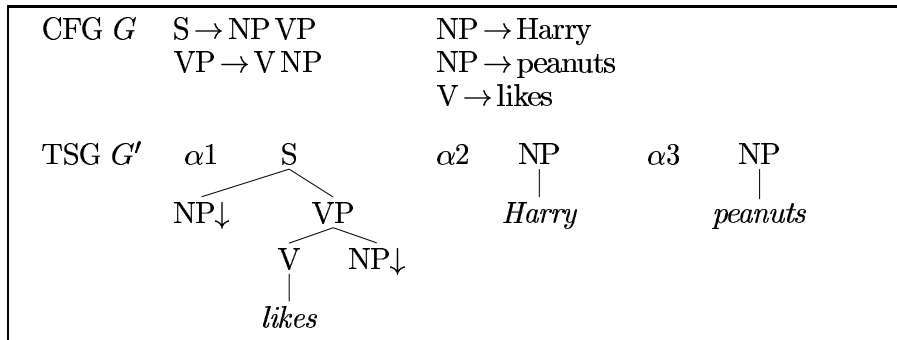 CFG G S → NP VP NP → Harry
VP → V NP NP → peanuts
V → likes
TSG G′ α1 S α2 NP α3 NP
NP↓ VP Harry peanuts
V NP↓
likes